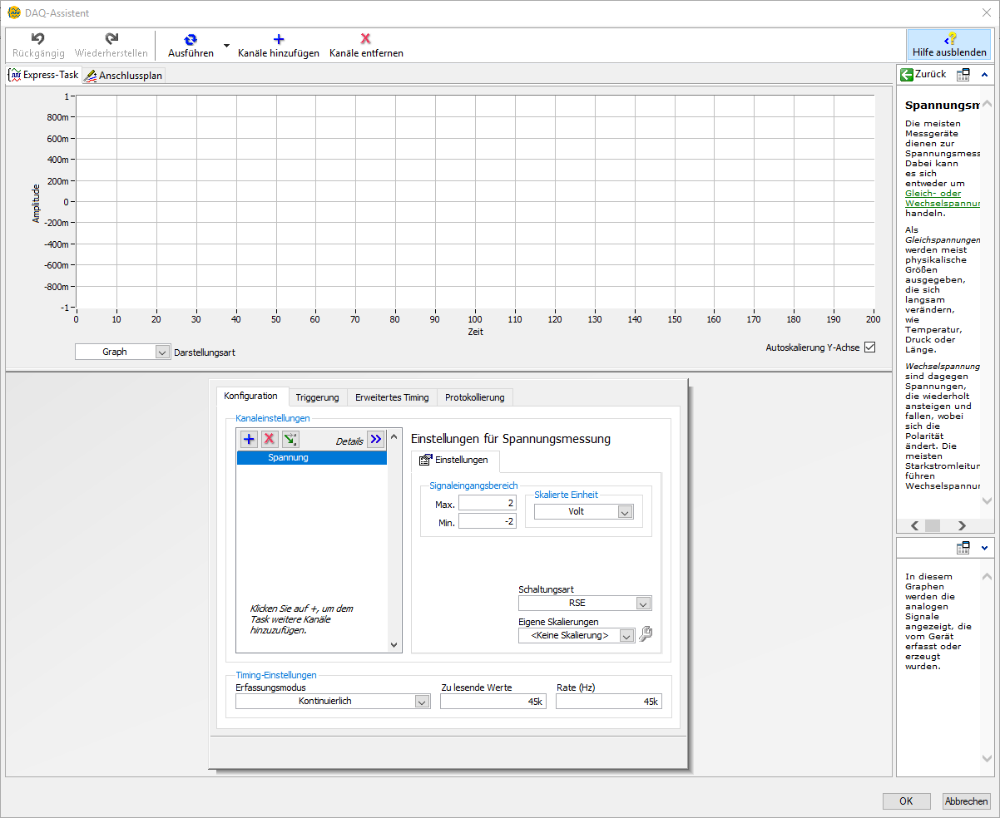 DAQ-Assistent
Rückgängig
Wiederherstellen
Ausführen
Kanäle hinzufügen
Kanäle entfernen
Hilfe ausblenden
Express-Task
Anschlussplan
Zurück
1
800m
600m
400m
200m
0
-200m
-400m
-600m
-800m
-1
Amplitude
0 10 20 30 40 50 60 70 80 90 100 110 120 130 140 150 160 170 180 190 200
Zeit
Graph
Darstellungsart
Autoskalierung Y-Achse
Konfiguration
Triggerung
Erweitertes Timing
Protokollierung
Kanaleinstellungen
Details
Spannung
Klicken Sie auf +, um dem
Task weitere Kanäle
hinzuzufügen.
Einstellungen für Spannungsmessung
Einstellungen
Signaleingangsbereich
Max. 2
Min. -2
Skalierte Einheit
Volt
Schaltungsart
RSE
Eigene Skalierungen
<Keine Skalierung>
Timing-Einstellungen
Erfassungsmodus
Kontinuierlich
Zu lesende Werte
45k
Rate (Hz)
45k
Spannungsm
Die meisten
Messgeräte
dienen zur
Spannungsmess
Dabei kann
es sich
entweder um
Gleich- oder
Wechselspannun
handeln.
Als
Gleichspannungen
werden meist
physikalische
Größen
ausgegeben,
die sich
langsam
verändern,
wie
Temperatur,
Druck oder
Länge.
Wechselspannung
sind dagegen
Spannungen,
die wiederholt
ansteigen und
fallen, wobei
sich die
Polarität
ändert. Die
meisten
Starkstromleitun
führen
Wechselspannun
In diesem
Graphen
werden die
analogen
Signale
angezeigt, die
vom Gerät
erfasst oder
erzeugt
wurden.
OK
Abbrechen